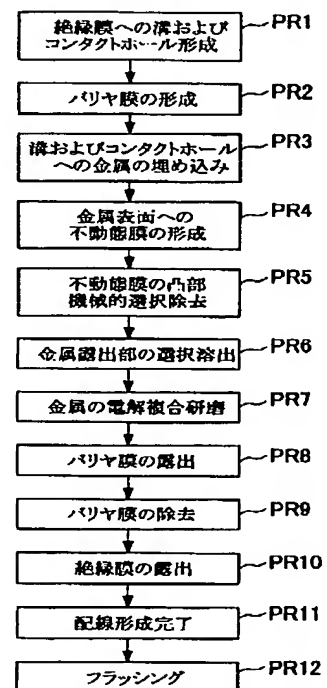 絶縁膜への溝および
コンタクトホール形成
PR1
バリヤ膜の形成
PR2
溝およびコンタクトホール
への金属の埋め込み
PR3
金属表面への
不動態膜の形成
PR4
不動態膜の凸部
機械的選択除去
PR5
金属露出部の選択溶出
PR6
金属の電解複合研磨
PR7
バリヤ膜の露出
PR8
バリヤ膜の除去
PR9
絶縁膜の露出
PR10
配線形成完了
PR11
フラッシング
PR12